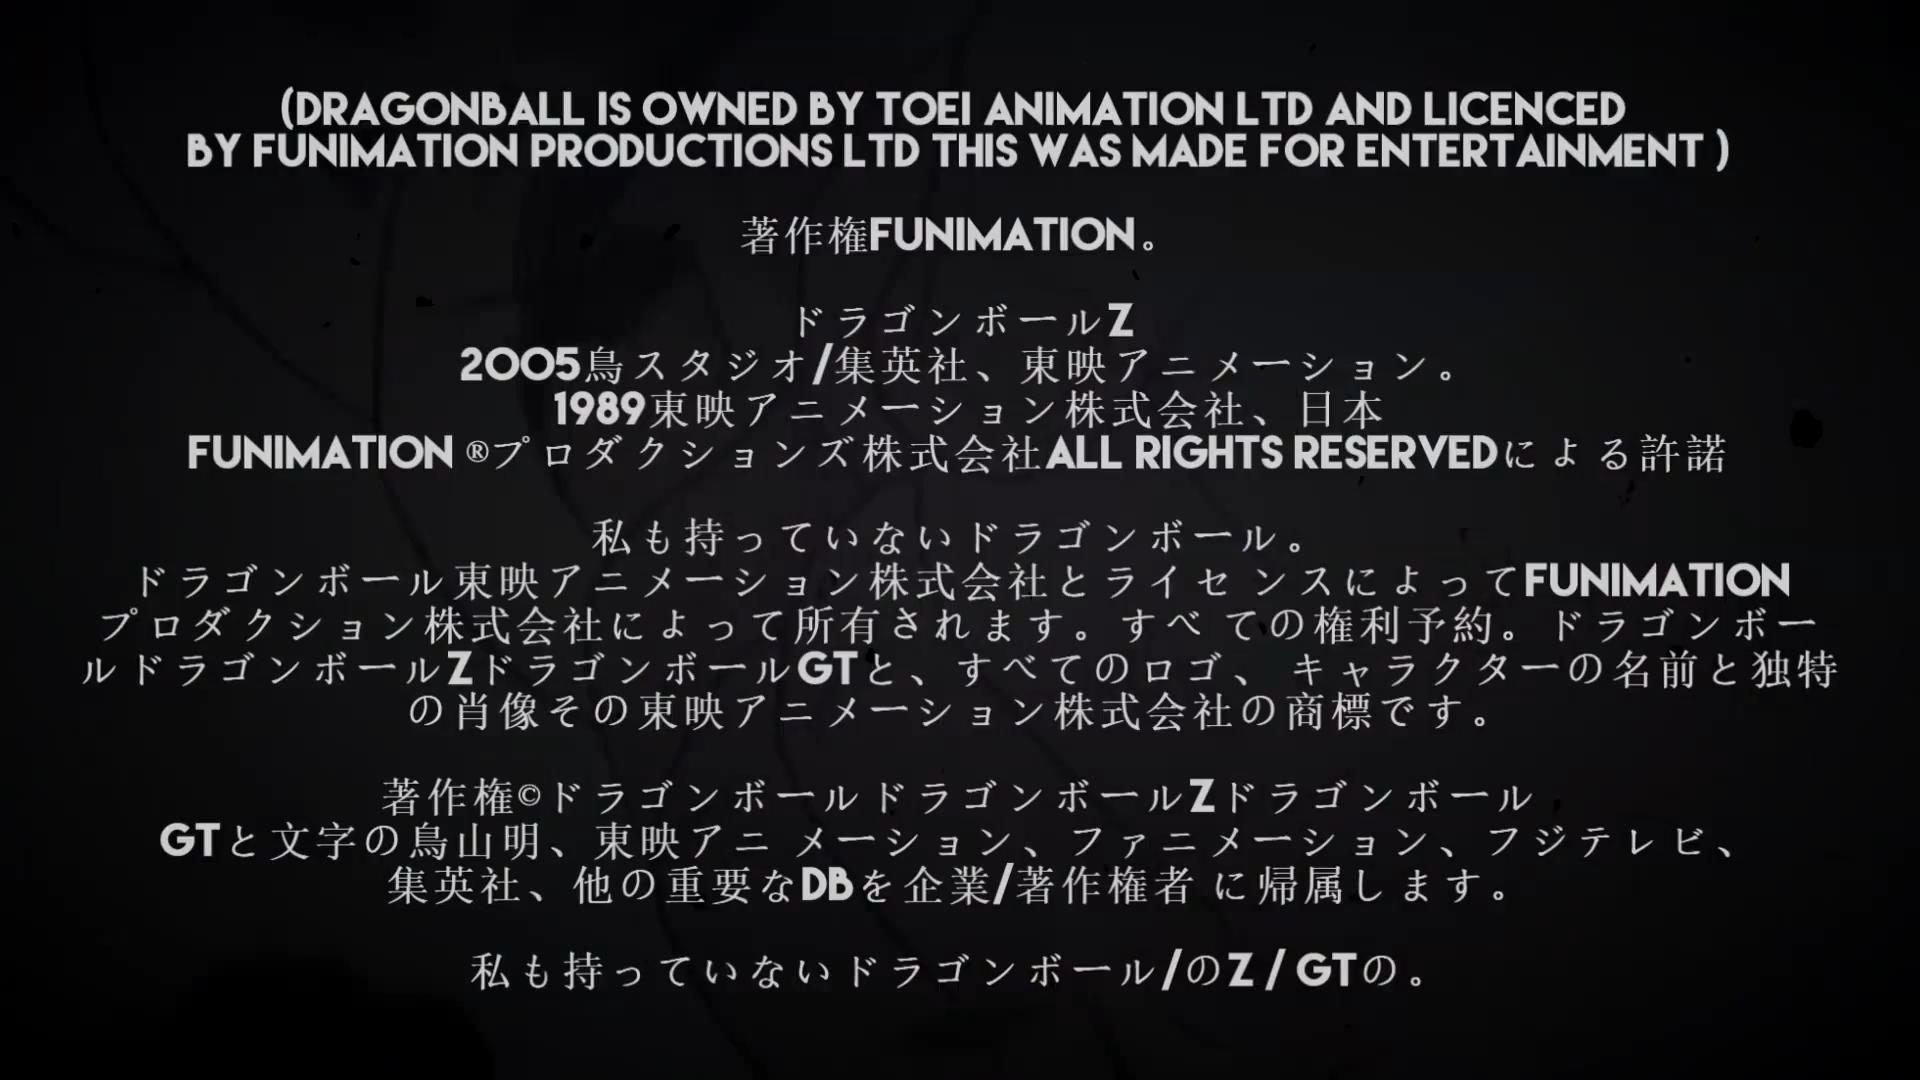 (DRAGONBALL IS OWNED BY TOEI ANIMATION LTD AND LICENCED
BY FUNIMATION PRODUCTIONS LTD THIS WAS MADE FOR ENTERTAINMENT )
著作権FUNIMATION。
ドラゴンボールZ
2005鳥スタジオ/集英社、東映アニメーション。
1989東映アニメーション株式会社、日本
FUNIMATION ®プロダクションズ株式会社ALL RIGHTS RESERVEDによる許諾
私も持っていないドラゴンボール。
ドラゴンボール東映アニメーション株式会社とライセンスによってFUNIMATION
プロダクション株式会社によって所有されます。すべ ての権利予約。ドラゴンボー
ルドラゴンボールZドラゴンボールGTと、すべてのロゴ、 キャラクターの名前と独特
の肖像その東映アニメーション株式会社の商標です。
著作権©ドラゴンボールドラゴンボールZドラゴンボール
GTと文字の鳥山明、東映アニ メーション、ファニメーション、フジテレビ、
集英社、他の重要なDBを企業/著作権者 に帰属します。
私も持っていないドラゴンボール/のZ / GTの。